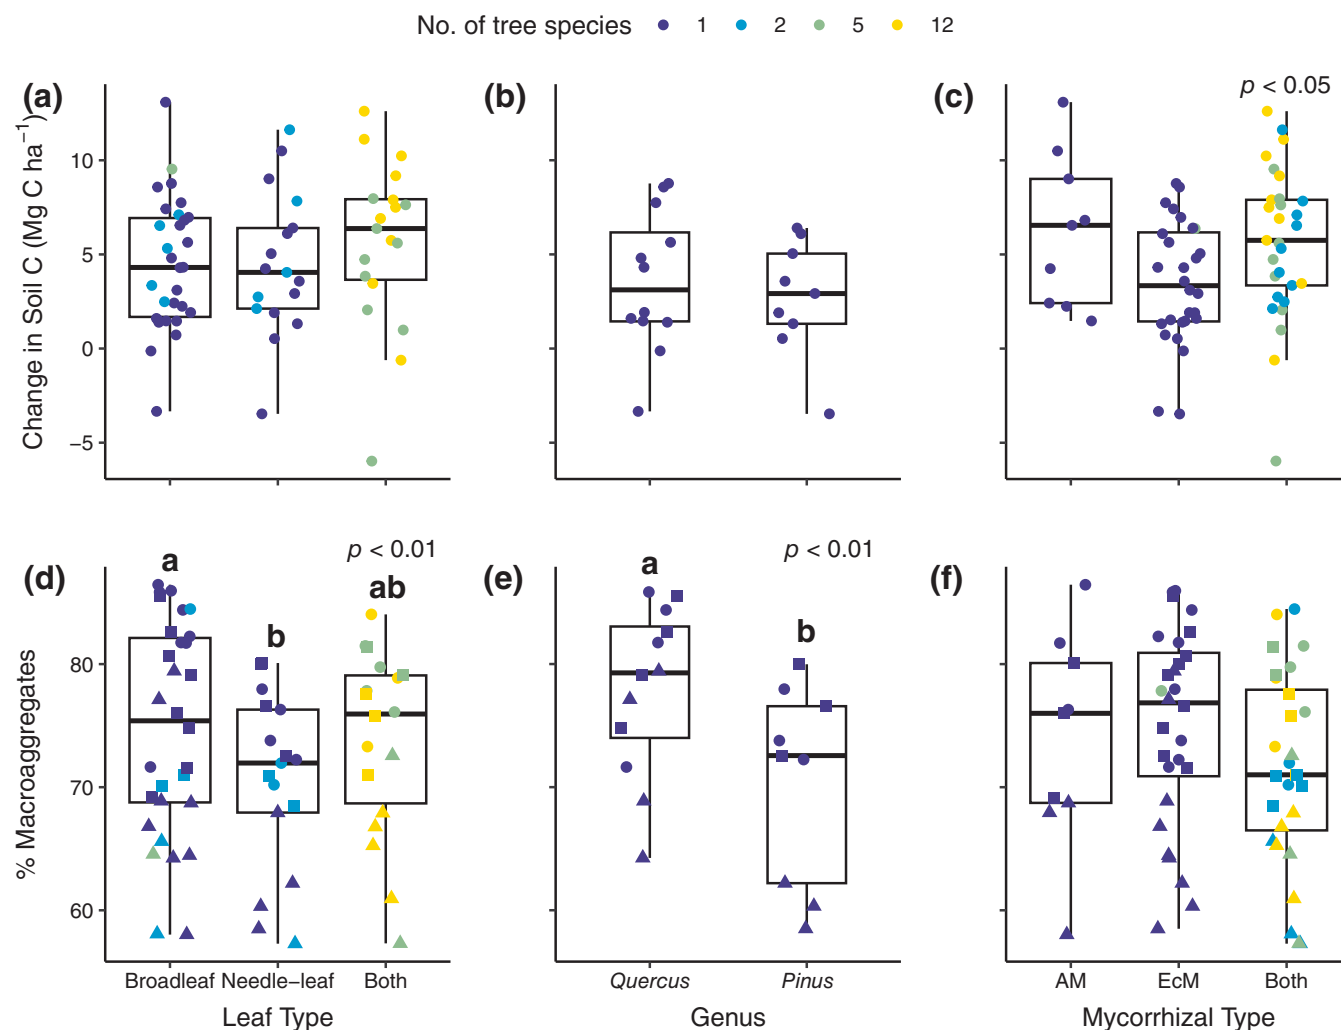 No. of tree species 1 2 5 12
(a) (b) (c) p < 0.05
Change in Soil C (Mg C ha−1)
10
5
0
−5
(d) a b ab p < 0.01
(e) a b p < 0.01
(f)
% Macroaggregates
80
70
60
Broadleaf Needle−leaf Both
Quercus Pinus
AM EcM Both
Leaf Type Genus Mycorrhizal Type